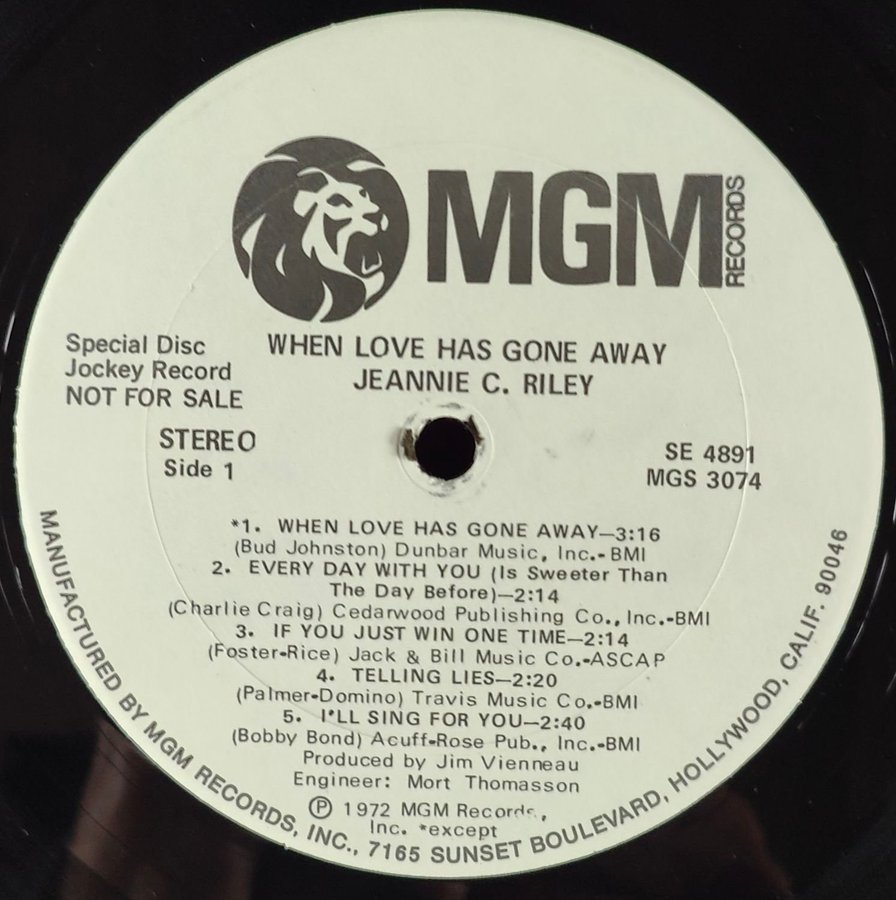 MGM RECORDS
WHEN LOVE HAS GONE AWAY
JEANNIE C. RILEY
Special Disc
Jockey Record
NOT FOR SALE
STEREO
Side 1
SE 4891
MGS 3074
*1. WHEN LOVE HAS GONE AWAY—3:16
(Bud Johnston) Dunbar Music, Inc.-BMI
2. EVERY DAY WITH YOU (Is Sweeter Than
The Day Before)—2:14
(Charlie Craig) Cedarwood Publishing Co., Inc.-BMI
3. IF YOU JUST WIN ONE TIME—2:14
(Foster-Rice) Jack & Bill Music Co.-ASCAP
4. TELLING LIES—2:20
(Palmer-Domino) Travis Music Co.-BMI
5. I'LL SING FOR YOU—2:40
(Bobby Bond) Acuff-Rose Pub., Inc.-BMI
Produced by Jim Vienneau
Engineer: Mort Thomasson
℗ 1972 MGM Records,
Inc. *except
MANUFACTURED BY MGM RECORDS, INC., 7165 SUNSET BOULEVARD, HOLLYWOOD, CALIF. 90046